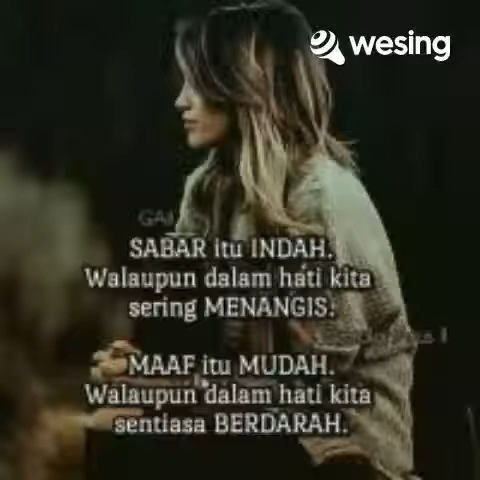 wesing
SABAR itu INDAH.
Walaupun dalam hati kita
sering MENANGIS.
MAAF itu MUDAH.
Walaupun dalam hati kita
sentiasa BERDARAH.